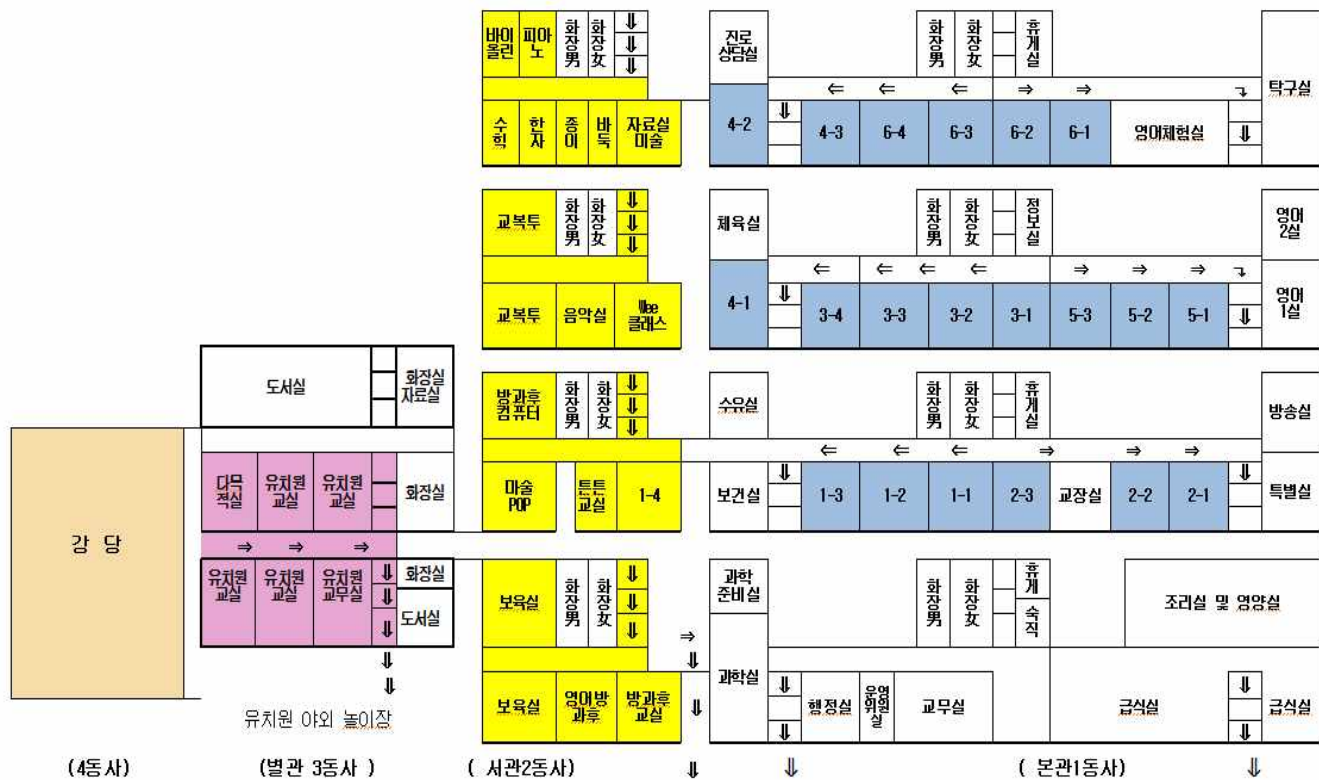 바이 피아 화장男 화장女 ⇓ 진로 화장男 화장女 휴게실
올린 노 ⇓ 상담실
⇓
⇐ ⇐ ⇐ ⇒ ⇒ ↴ 탁구실
수학 한자 종이 바둑 자료실 4-2 ⇓ 4-3 6-4 6-3 6-2 6-1 영어체험실 ⇓
미술
교복투 화장男 화장女 ⇓ 체육실 화장男 화장女 정보실 영어
⇓ 2실
⇓
⇐ ⇐ ⇐ ⇐ ⇒ ⇒ ⇒ ↴
교복투 음악실 Wee 4-1 ⇓ 3-4 3-3 3-2 3-1 5-3 5-2 5-1 ⇓ 영어
클래스 1실
도서실 화장실
자료실
방과후 화장男 화장女 ⇓ 수유실 화장男 화장女 휴게실 방송실
컴퓨터 ⇓
⇓
⇐ ⇐ ⇐ ⇒ ⇒ ⇒
다목 유치원 유치원 화장실
적실 교실 교실
마술 튼튼 1-4 보건실 ⇓ 1-3 1-2 1-1 2-3 교장실 2-2 2-1 ⇓ 특별실
POP 교실
강 당
⇒ ⇒ ⇒
유치원 유치원 유치원 ⇓ 화장실
교실 교실 교무실 ⇓
⇓ 도서실
⇓
⇓
유치원 야외 놀이장
보육실 화장男 화장女 ⇓ 과학 화장男 화장女 휴게 조리실 및 영양실
⇓ 준비실 숙직
⇓ ⇒
⇓
보육실 영어방 방과후 ⇓ 과학실 ⇓ 행정실 운영위원실 교무실 급식실 ⇓ 급식실
과후 교실 ⇓ ⇓
(4동사) (별관 3동사 ) ( 서관2동사) ⇓ ⇓ ( 본관1동사) ⇓